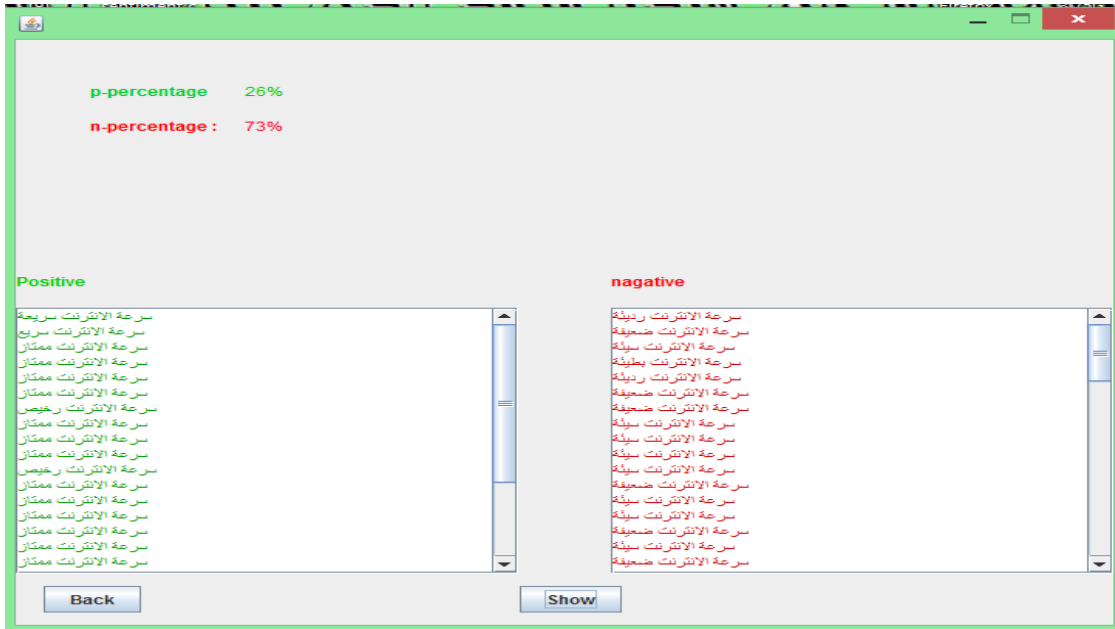 p-percentage 26%
n-percentage : 73%
Positive
سرعة الانترنت سريعة
سرعة الانترنت سريع
سرعة الانترنت ممتاز
سرعة الانترنت ممتاز
سرعة الانترنت ممتاز
سرعة الانترنت ممتاز
سرعة الانترنت رخيص
سرعة الانترنت ممتاز
سرعة الانترنت ممتاز
سرعة الانترنت ممتاز
سرعة الانترنت رخيص
سرعة الانترنت ممتاز
سرعة الانترنت ممتاز
سرعة الانترنت ممتاز
سرعة الانترنت ممتاز
سرعة الانترنت ممتاز
سرعة الانترنت ممتاز
nagative
سرعة الانترنت رديئة
سرعة الانترنت ضعيفة
سرعة الانترنت سيئة
سرعة الانترنت بطيئة
سرعة الانترنت رديئة
سرعة الانترنت ضعيفة
سرعة الانترنت ضعيفة
سرعة الانترنت سيئة
سرعة الانترنت سيئة
سرعة الانترنت سيئة
سرعة الانترنت سيئة
سرعة الانترنت ضعيفة
سرعة الانترنت سيئة
سرعة الانترنت سيئة
سرعة الانترنت ضعيفة
سرعة الانترنت سيئة
سرعة الانترنت ضعيفة
Back
Show